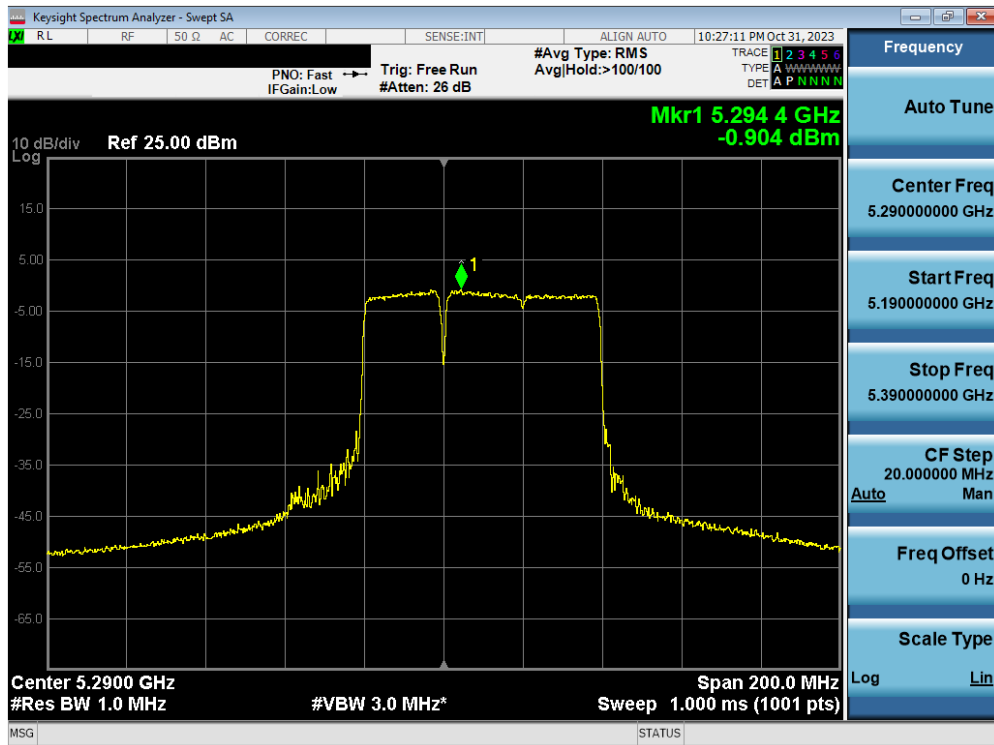 Keysight Spectrum Analyzer - Swept SA
LXI RL RF 50 Ω AC CORREC SENSE:INT ALIGN AUTO 10:27:11 PM Oct 31, 2023
PNO: Fast
IFGain:Low
Trig: Free Run
#Atten: 26 dB
#Avg Type: RMS
Avg|Hold:>100/100
TRACE 1 2 3 4 5 6
TYPE A WWWWW
DET A P N N N N
Mkr1 5.294 4 GHz
-0.904 dBm
10 dB/div Ref 25.00 dBm
Log
15.0
5.00
1
-5.00
-15.0
-25.0
-35.0
-45.0
-55.0
-65.0
Center 5.2900 GHz Span 200.0 MHz
#Res BW 1.0 MHz #VBW 3.0 MHz* Sweep 1.000 ms (1001 pts)
MSG STATUS
Frequency
Auto Tune
Center Freq
5.290000000 GHz
Start Freq
5.190000000 GHz
Stop Freq
5.390000000 GHz
CF Step
20.000000 MHz
Auto Man
Freq Offset
0 Hz
Scale Type
Log Lin